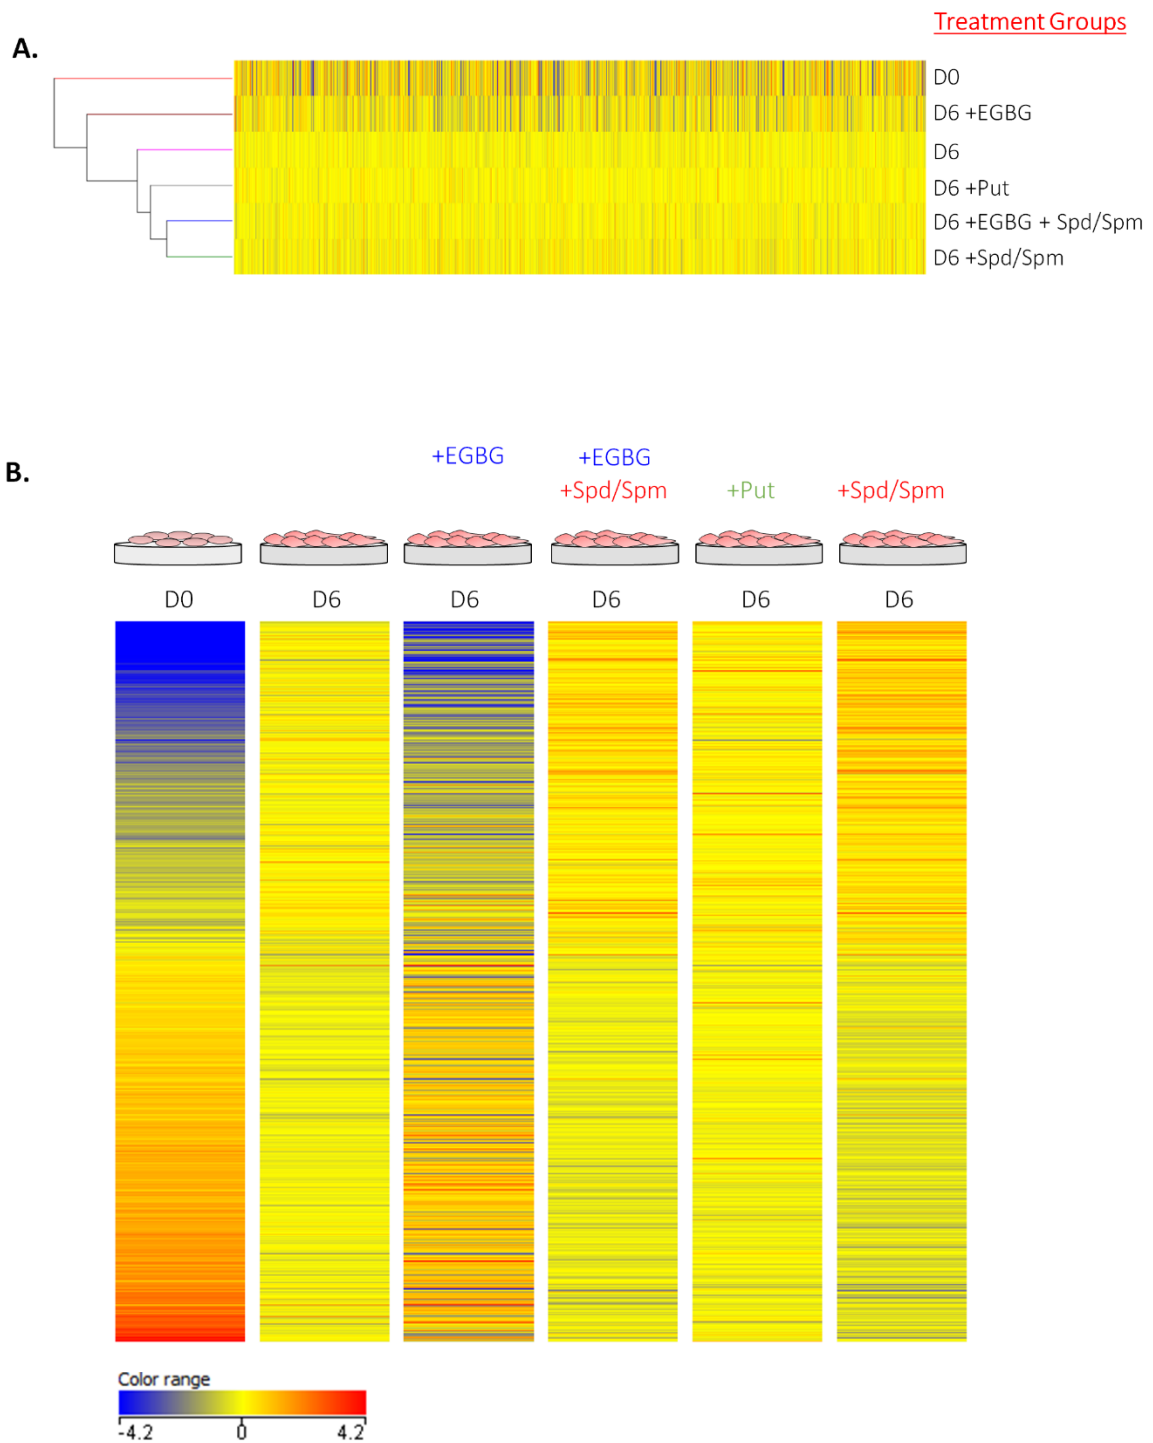 Treatment Groups
A.
D0
D6 +EGBG
D6
D6 +Put
D6 +EGBG + Spd/Spm
D6 +Spd/Spm
B.
+EGBG +EGBG
+Spd/Spm +Put +Spd/Spm
D0 D6 D6 D6 D6 D6
Color range
-4.2 0 4.2